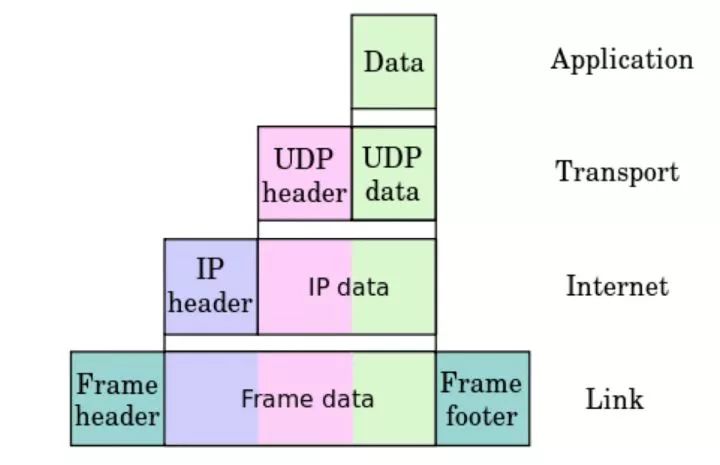 Data
Application
UDP
header
UDP
data
Transport
IP
header
IP data
Internet
Frame
header
Frame data
Frame
footer
Link